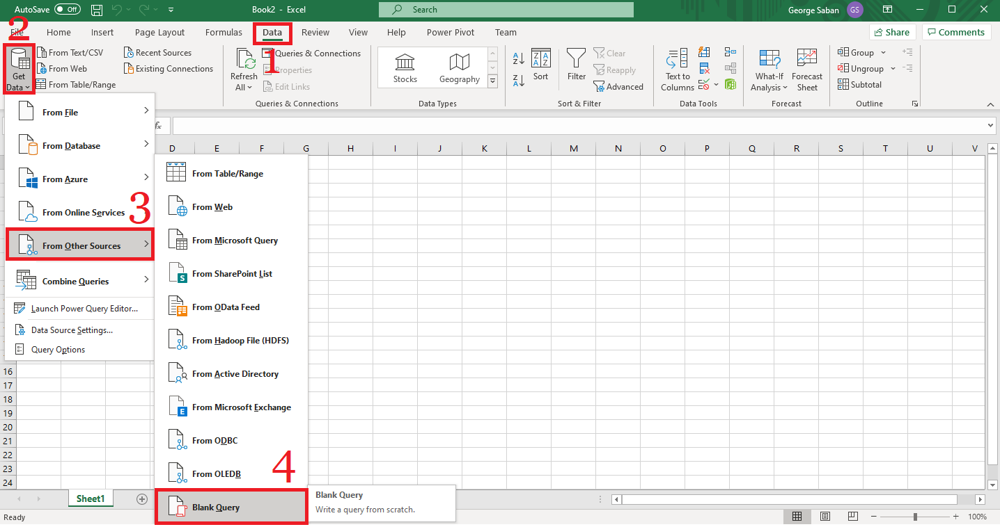 AutoSave Off Book2 - Excel Search George Saban GS
File Home Insert Page Layout Formulas Data Review View Help Power Pivot Team Share Comments
2
1
Get Data
From Text/CSV
From Web
From Table/Range
Recent Sources
Existing Connections
Refresh All
Queries & Connections
Properties
Edit Links
Queries & Connections
Stocks
Geography
Data Types
Sort
Filter
Clear
Reapply
Advanced
Sort & Filter
Text to Columns
Data Tools
What-If Analysis
Forecast Sheet
Forecast
Group
Ungroup
Subtotal
Outline
fx
D E F G H I J K L M N O P Q R S T U V
From File
From Database
From Azure
From Online Services
3
From Other Sources
Combine Queries
Launch Power Query Editor...
Data Source Settings...
Query Options
From Table/Range
From Web
From Microsoft Query
From SharePoint List
From OData Feed
From Hadoop File (HDFS)
From Active Directory
From Microsoft Exchange
From ODBC
From OLEDB
4
Blank Query
Blank Query
Write a query from scratch.
16
17
18
19
20
21
22
23
24
Sheet1
Ready
100%